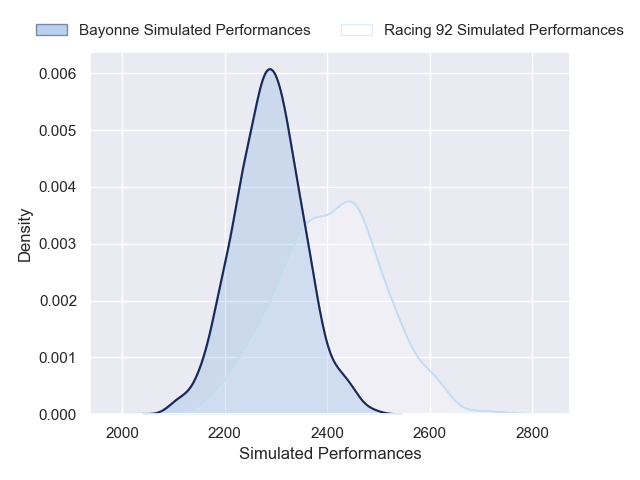 Bayonne Simulated Performances Racing 92 Simulated Performances
0.006
0.005
0.004
0.003
0.002
0.001
0.000
Density
2000 2200 2400 2600 2800
Simulated Performances